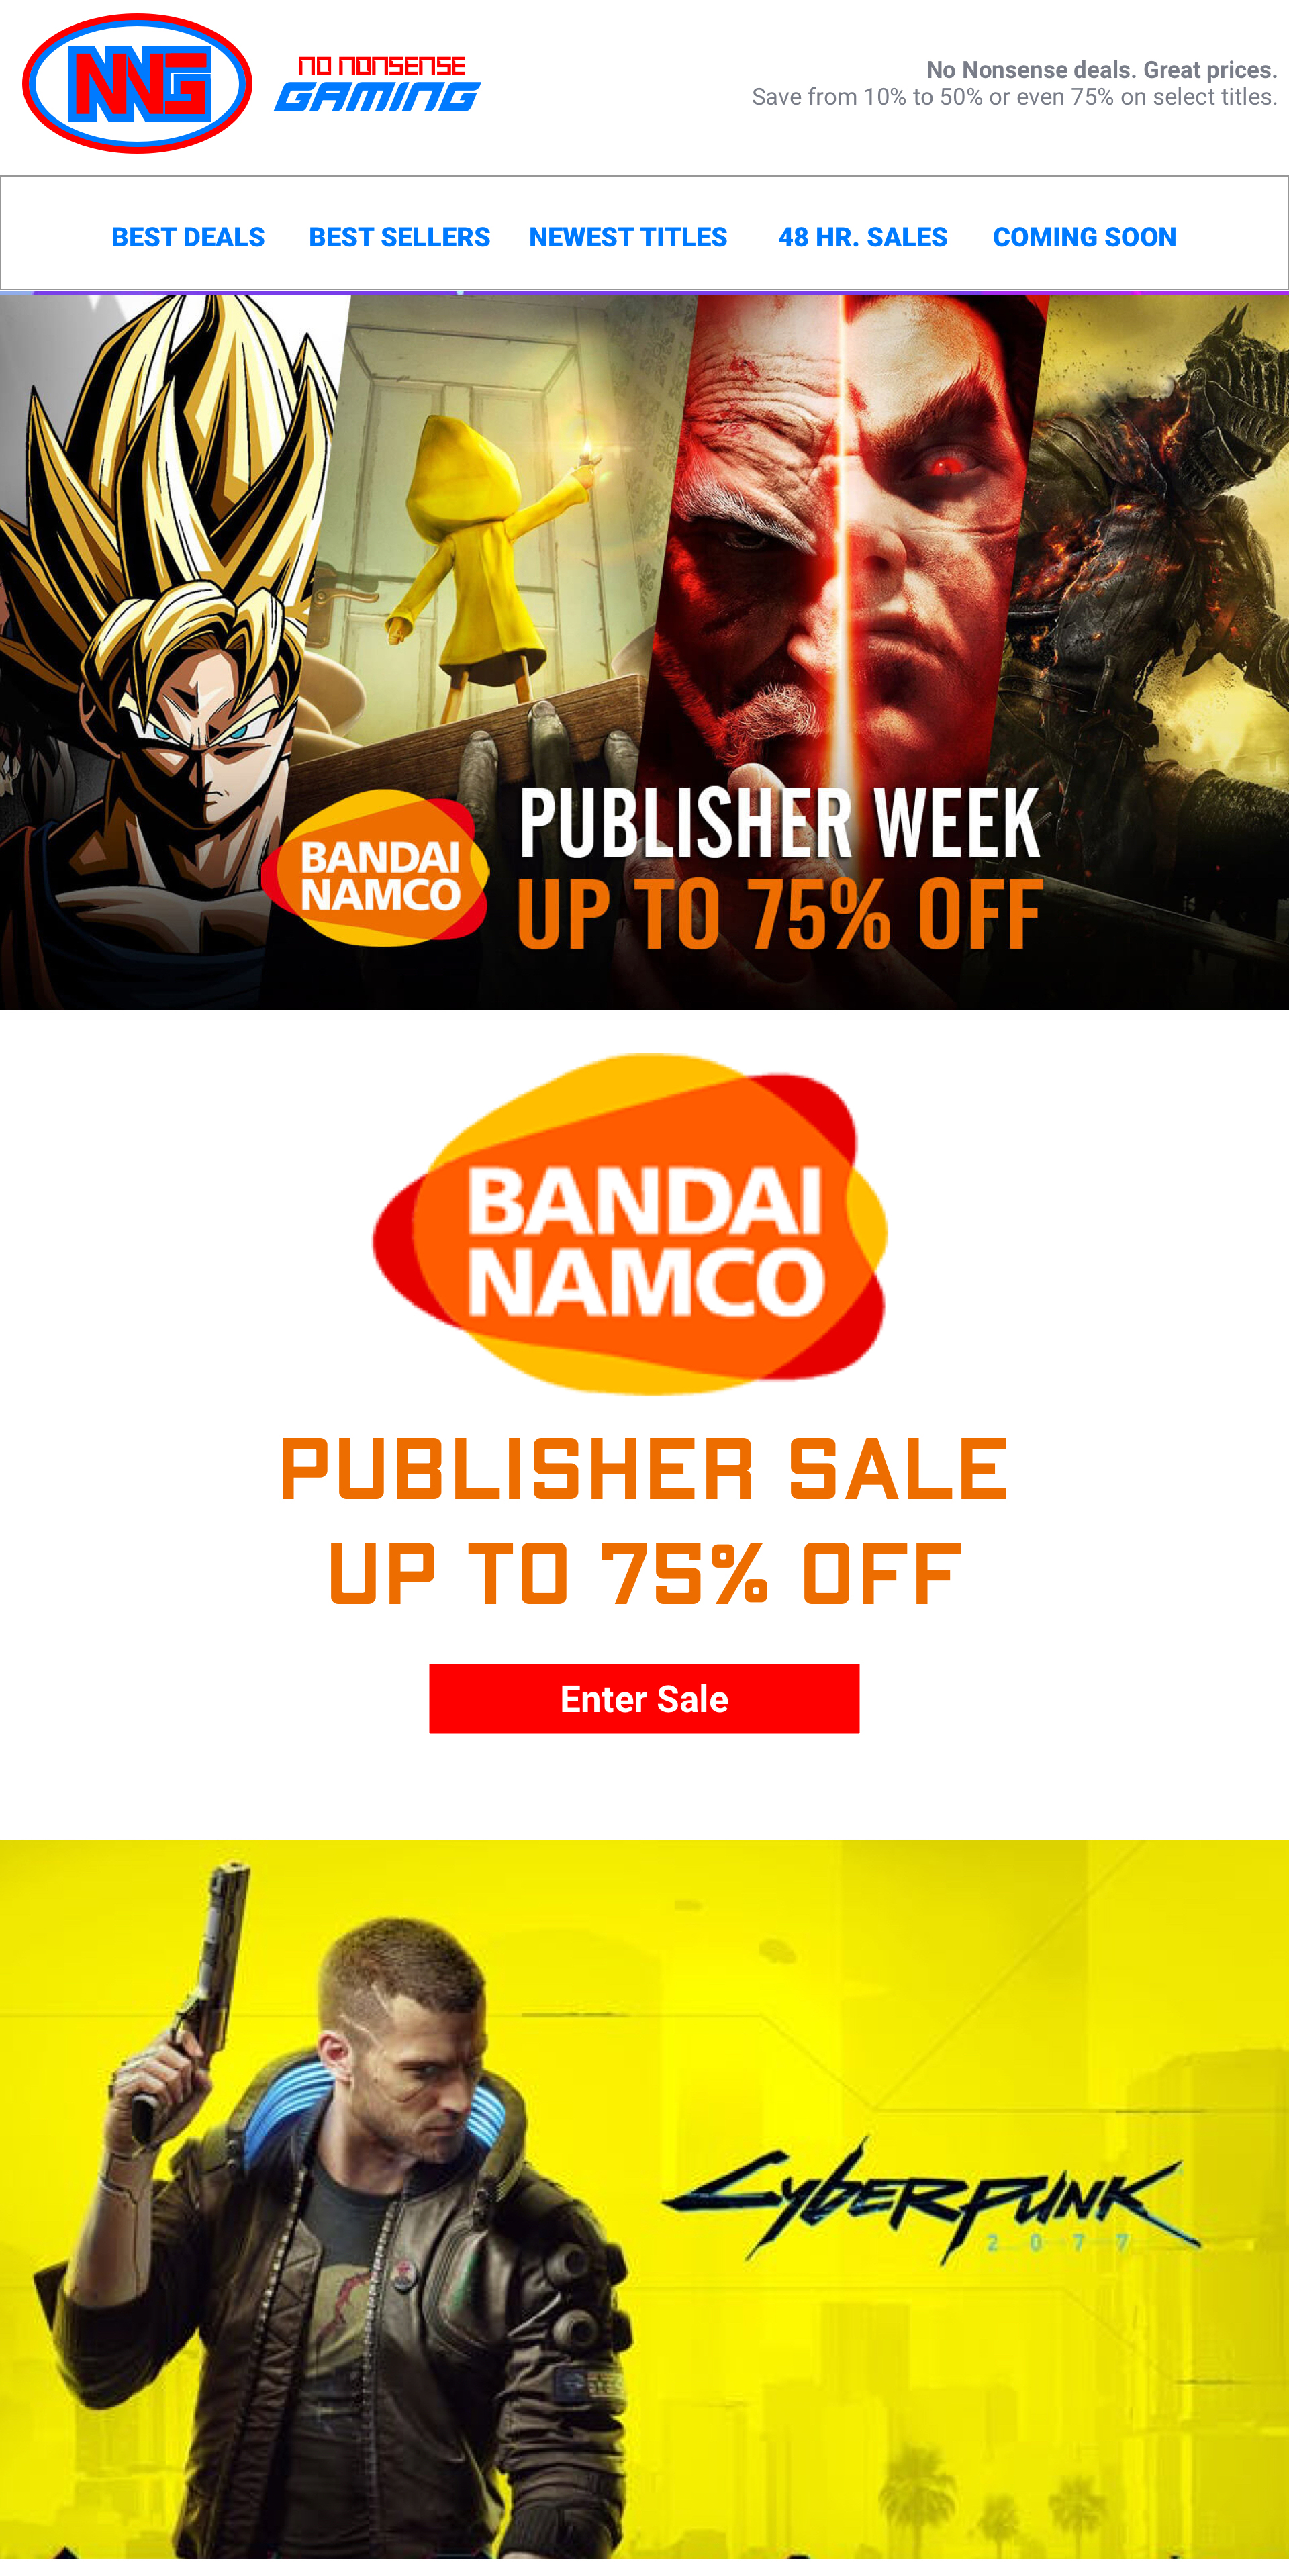 NNG
NO NONSENSE
GAMING
No Nonsense deals. Great prices.
Save from 10% to 50% or even 75% on select titles.
BEST DEALS BEST SELLERS NEWEST TITLES 48 HR. SALES COMING SOON
BANDAI
NAMCO
PUBLISHER WEEK
UP TO 75% OFF
BANDAI
NAMCO
PUBLISHER SALE
UP TO 75% OFF
Enter Sale
Cyberpunk
2077